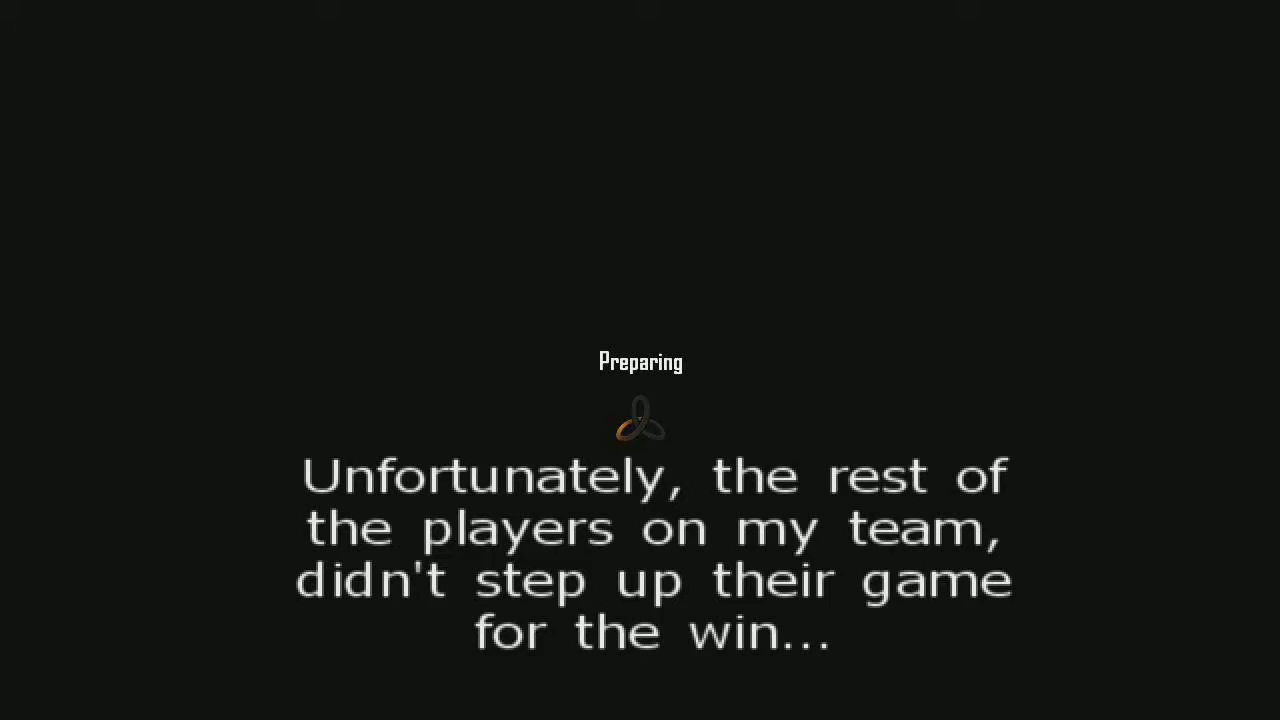 Preparing
Unfortunately, the rest of
the players on my team,
didn't step up their game
for the win...